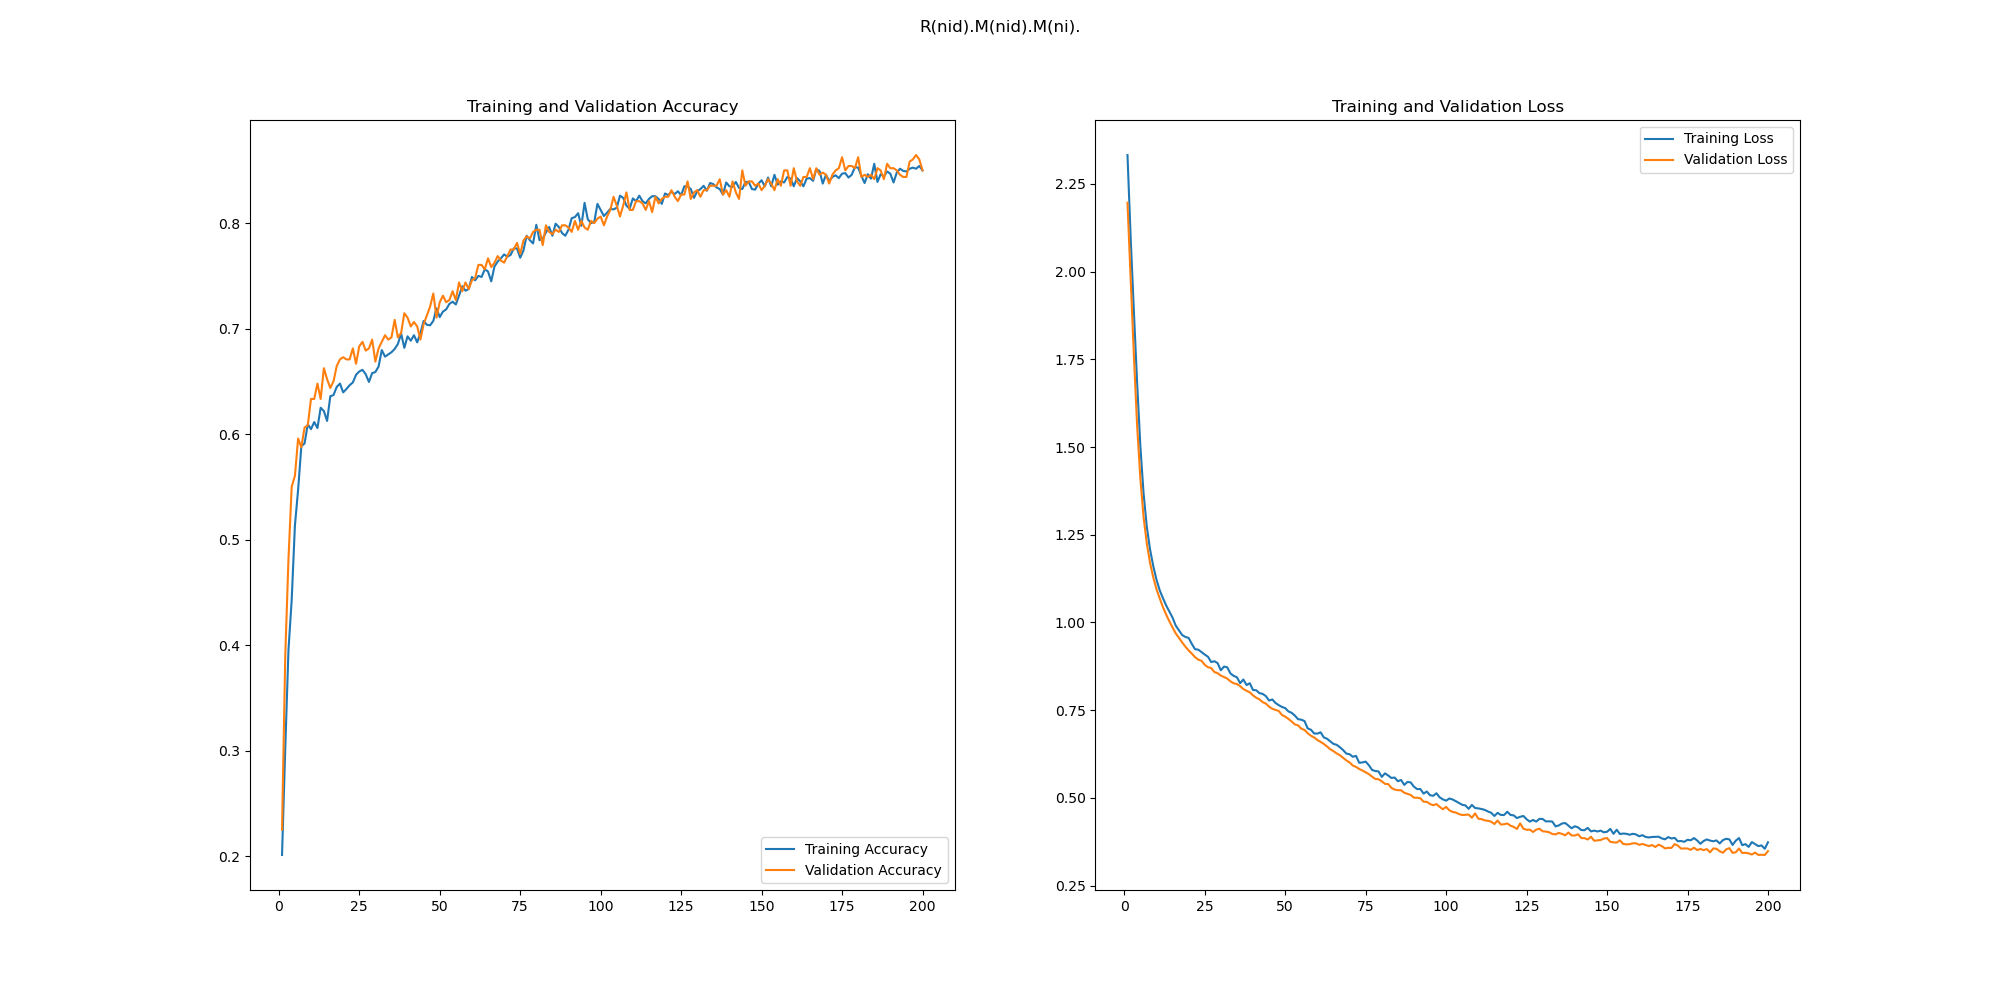 R(nid).M(nid).M(ni).
Training and Validation Accuracy
0.8
0.7
0.6
0.5
0.4
0.3
0.2
0 25 50 75 100 125 150 175 200
Training Accuracy
Validation Accuracy
Training and Validation Loss
2.25
2.00
1.75
1.50
1.25
1.00
0.75
0.50
0.25
0 25 50 75 100 125 150 175 200
Training Loss
Validation Loss